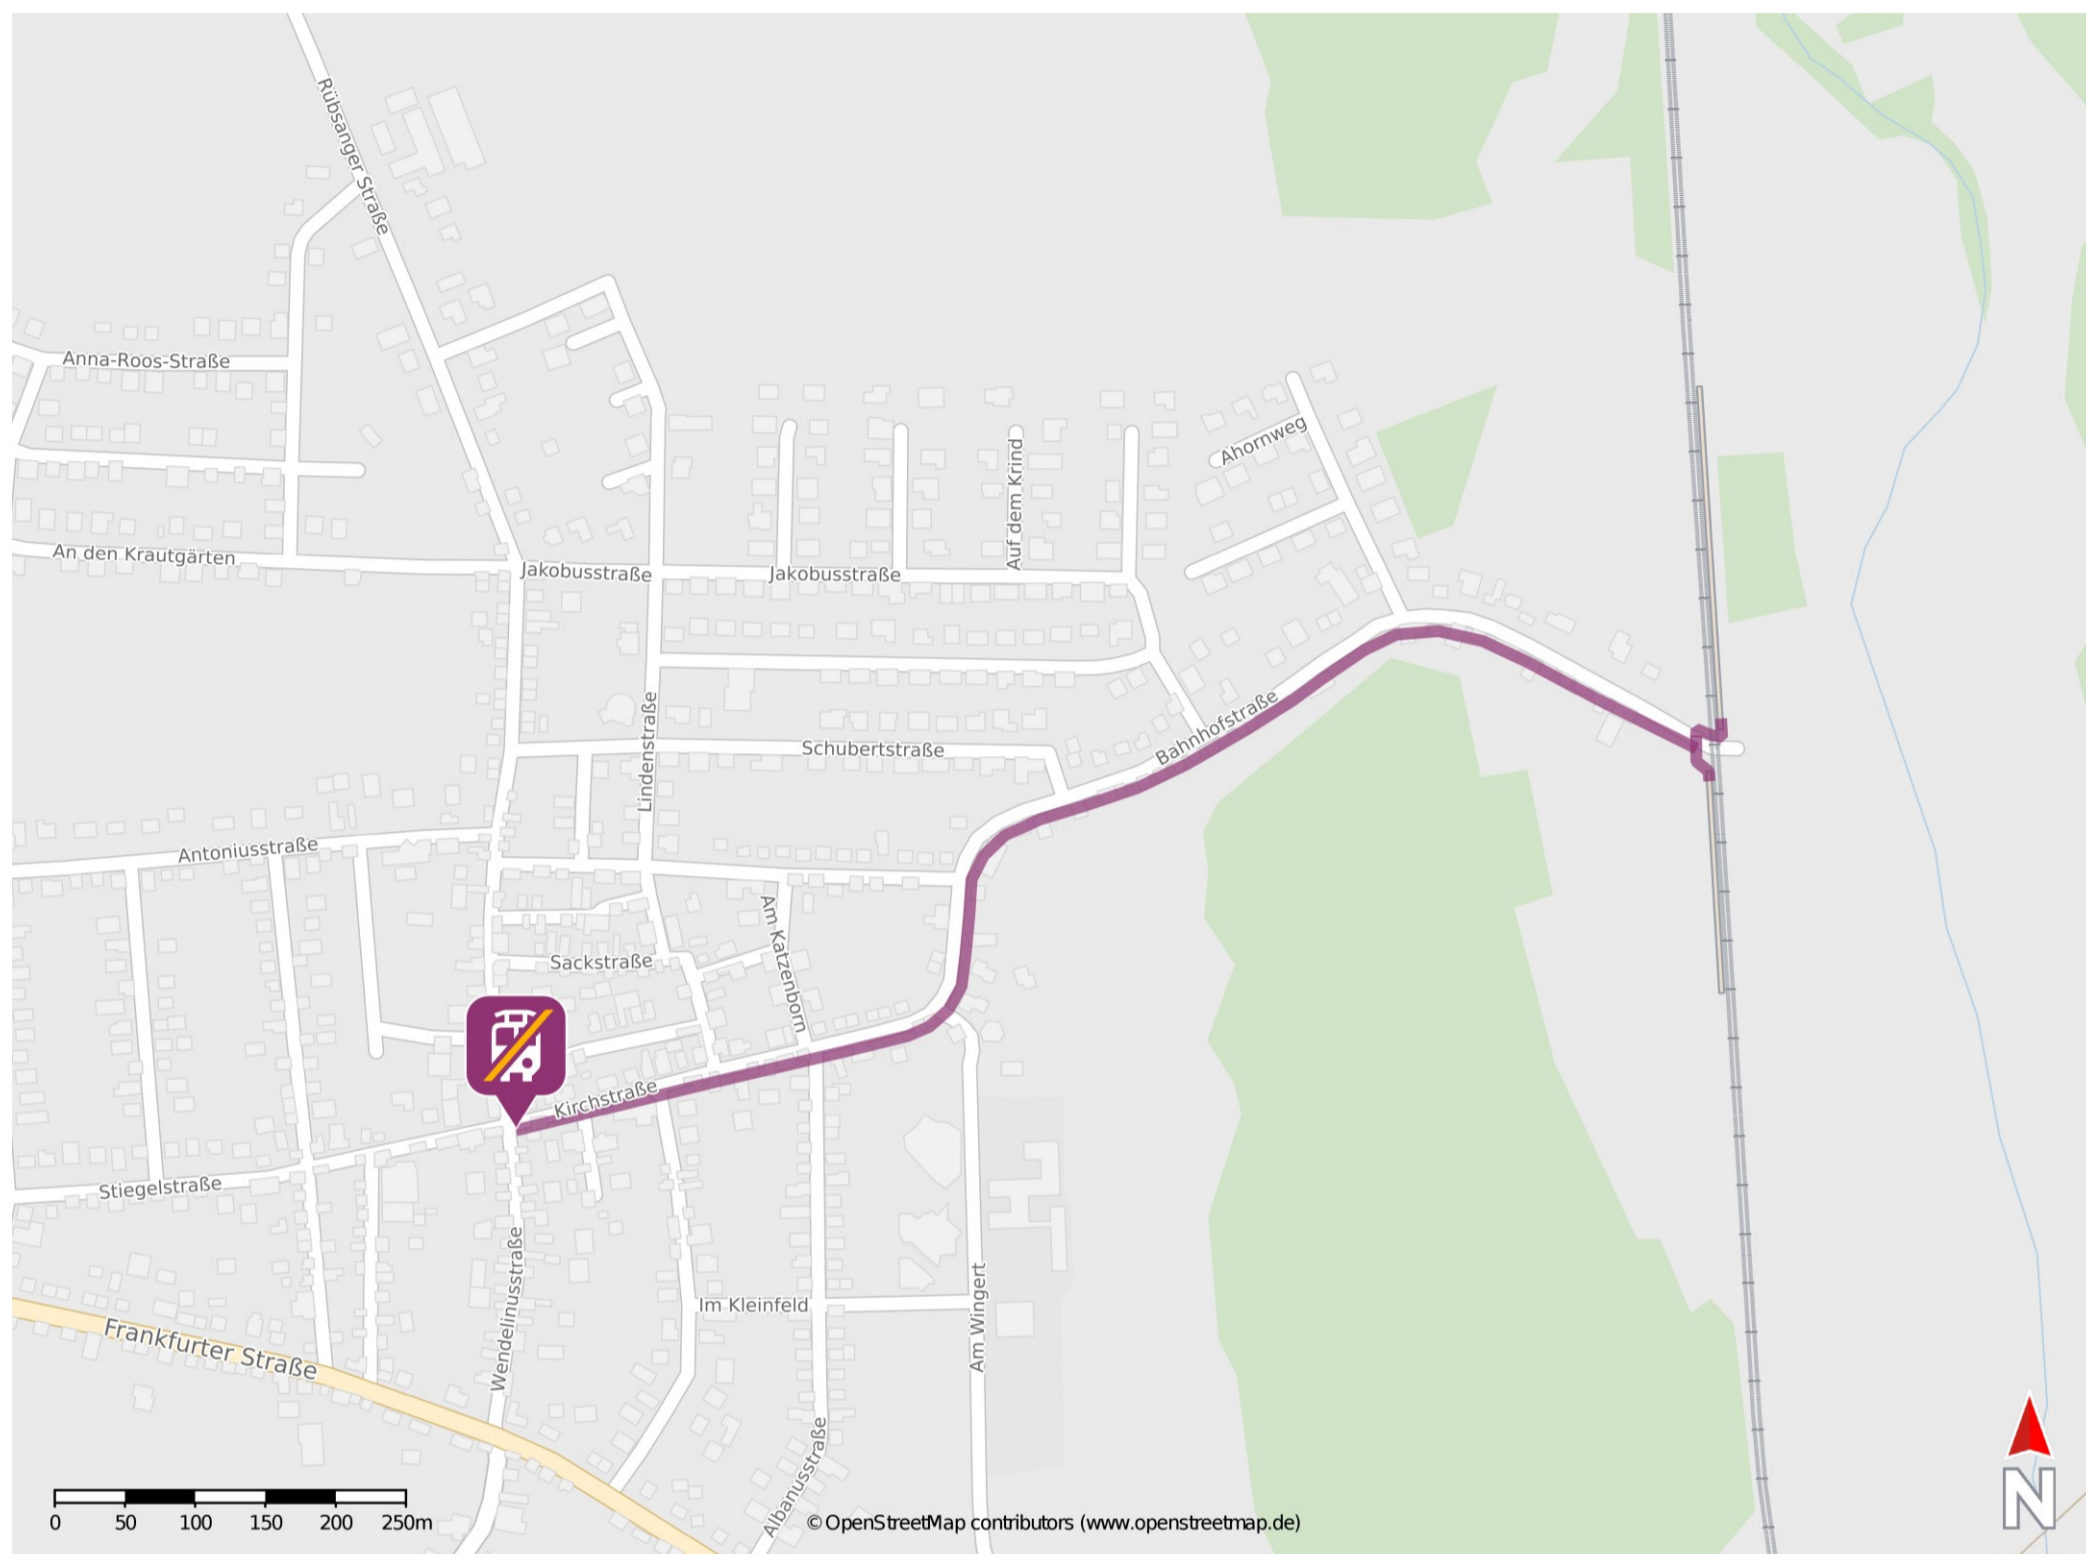 Rübsanger Straße
Anna-Roos-Straße
Ahornweg
Auf dem Krind
An den Krautgärten
Jakobusstraße
Jakobusstraße
Lindenstraße
Bahnhofstraße
Schubertstraße
Antoniusstraße
Am Katzenborn
Sackstraße
Kirchstraße
Stiegelstraße
Wendelinusstraße
Im Kleinfeld
Am Wingert
Frankfurter Straße
Albanusstraße
0 50 100 150 200 250m
© OpenStreetMap contributors (www.openstreetmap.de)
N